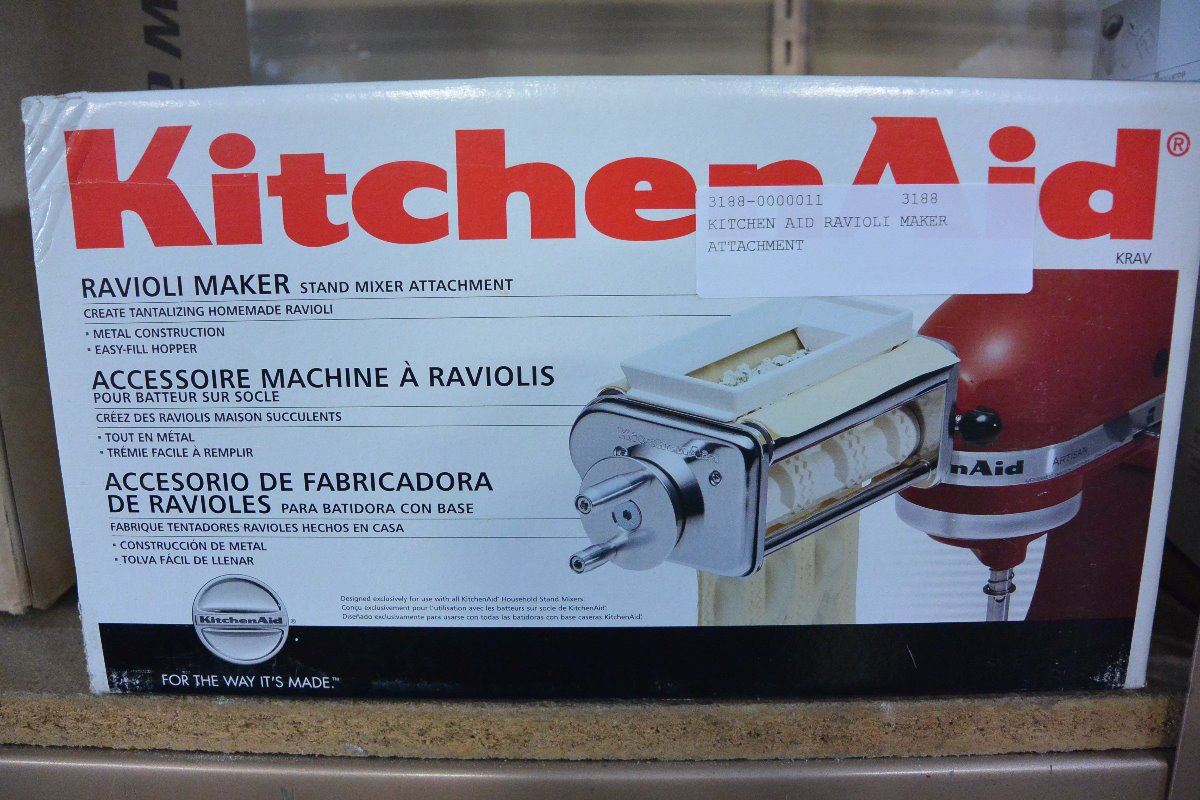 KitchenAid®
3188-0000011 3188
KITCHEN AID RAVIOLI MAKER
ATTACHMENT
KRAV
RAVIOLI MAKER STAND MIXER ATTACHMENT
CREATE TANTALIZING HOMEMADE RAVIOLI
• METAL CONSTRUCTION
• EASY-FILL HOPPER
ACCESSOIRE MACHINE À RAVIOLIS
POUR BATTEUR SUR SOCLE
CRÉEZ DES RAVIOLIS MAISON SUCCULENTS
• TOUT EN MÉTAL
• TRÉMIE FACILE À REMPLIR
ACCESORIO DE FABRICADORA
DE RAVIOLES PARA BATIDORA CON BASE
FABRIQUE TENTADORES RAVIOLES HECHOS EN CASA
• CONSTRUCCIÓN DE METAL
• TOLVA FÁCIL DE LLENAR
nAid ARTISAN
Designed exclusively for use with all KitchenAid® Household Stand Mixers.
Conçu exclusivement pour l'utilisation avec les batteurs sur socle de KitchenAid®.
Diseñado exclusivamente para usarse con todas las batidoras con base caseras KitchenAid®.
KitchenAid®
FOR THE WAY IT'S MADE.™